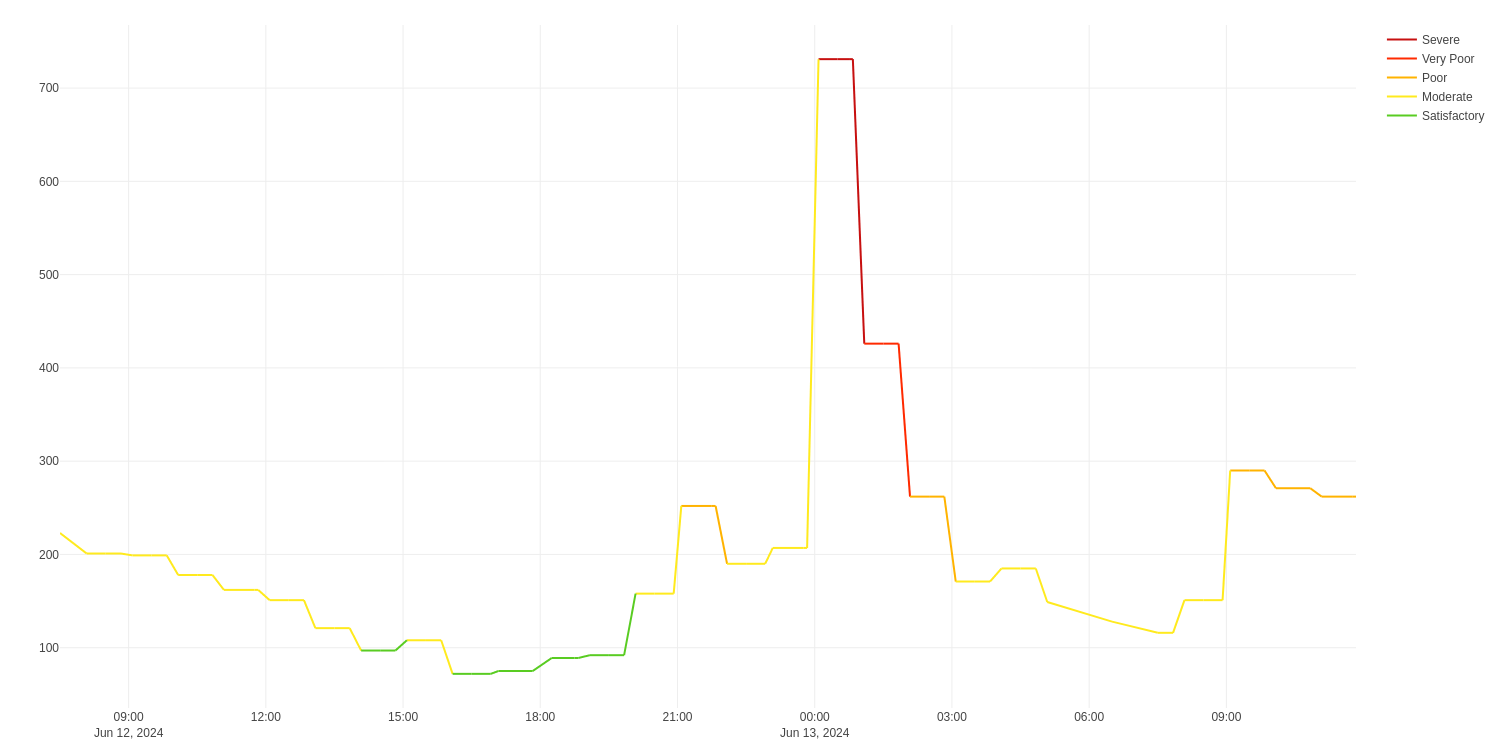 700
600
500
400
300
200
100
09:00
Jun 12, 2024
12:00
15:00
18:00
21:00
00:00
Jun 13, 2024
03:00
06:00
09:00
Severe
Very Poor
Poor
Moderate
Satisfactory